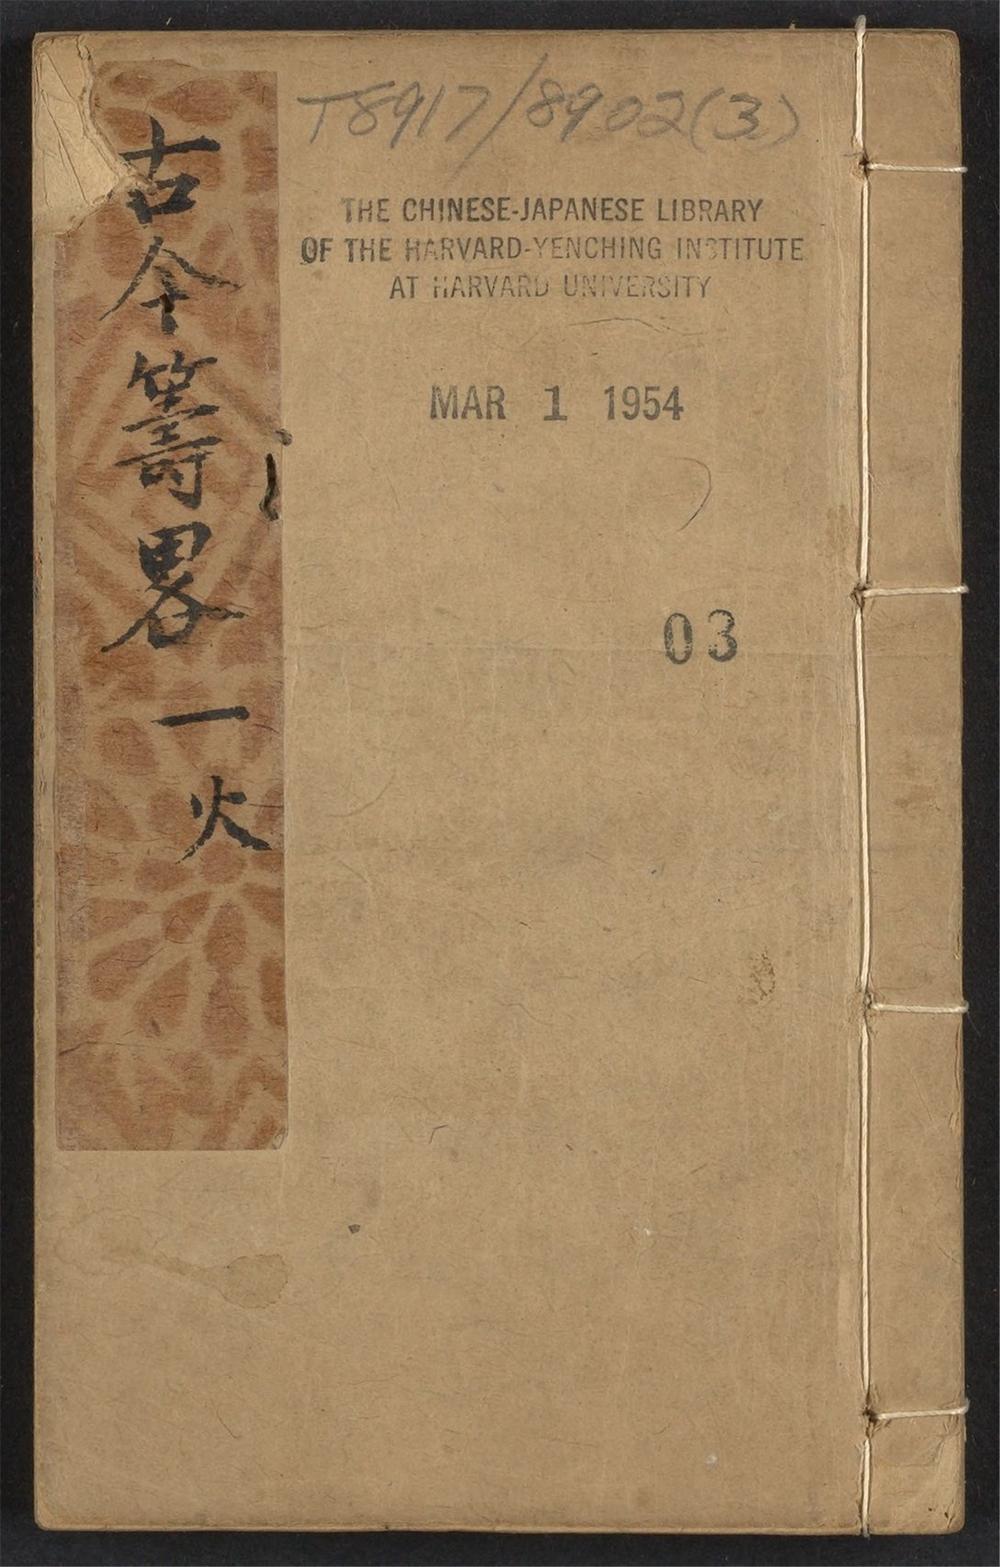 T8917/8902(3)
THE CHINESE-JAPANESE LIBRARY
OF THE HARVARD-YENCHING INSTITUTE
AT HARVARD UNIVERSITY
MAR 1 1954
03
古今籌畧一
火